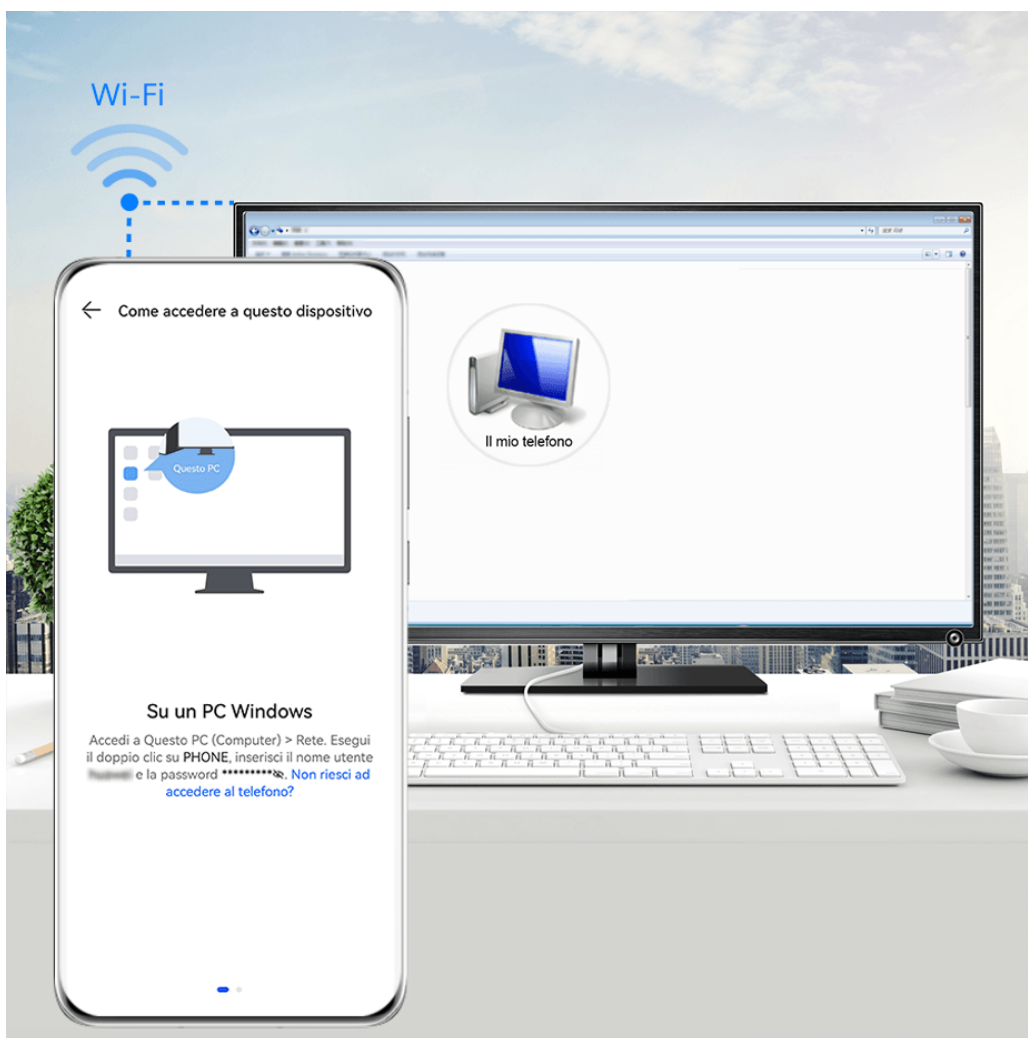 Wi-Fi
Come accedere a questo dispositivo
Questo PC
Su un PC Windows
Accedi a Questo PC (Computer) > Rete. Esegui
il doppio clic su PHONE, inserisci il nome utente
e la password *********. Non riesci ad
accedere al telefono?
Il mio telefono